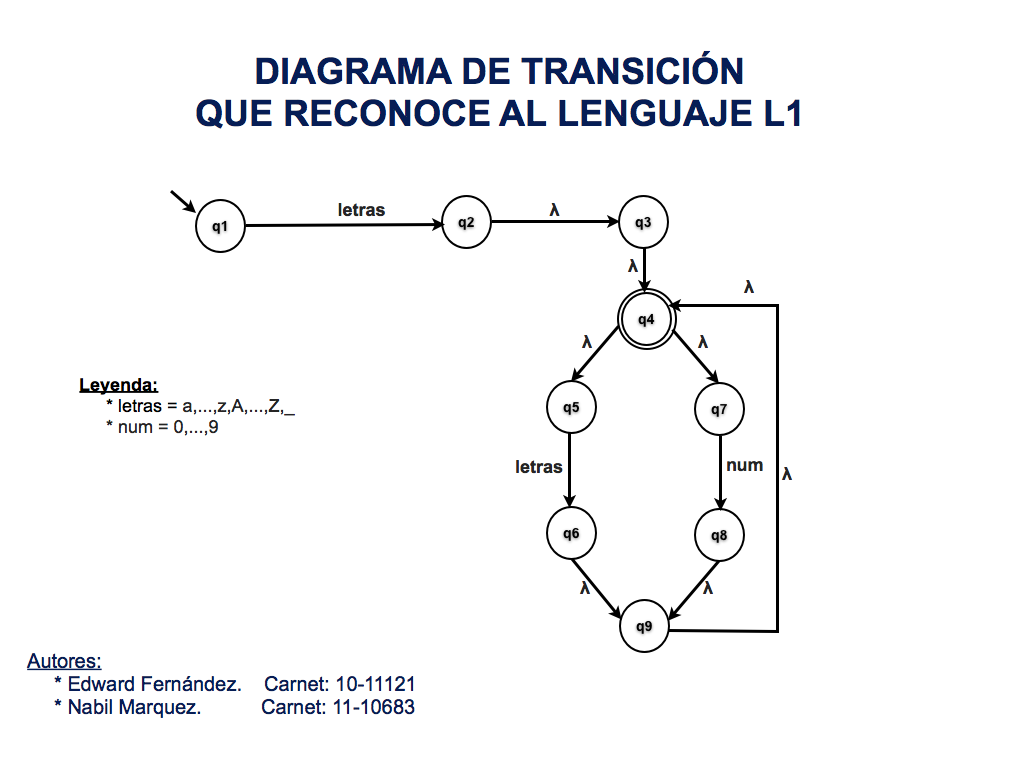 DIAGRAMA DE TRANSICIÓN
QUE RECONOCE AL LENGUAJE L1
letras
λ
q1
q2
q3
λ
λ
q4
λ
λ
Leyenda:
* letras = a,...,z,A,...,Z,_
* num = 0,...,9
q5
q7
letras
num
λ
q6
q8
λ
λ
q9
Autores:
* Edward Fernández. Carnet: 10-11121
* Nabil Marquez. Carnet: 11-10683